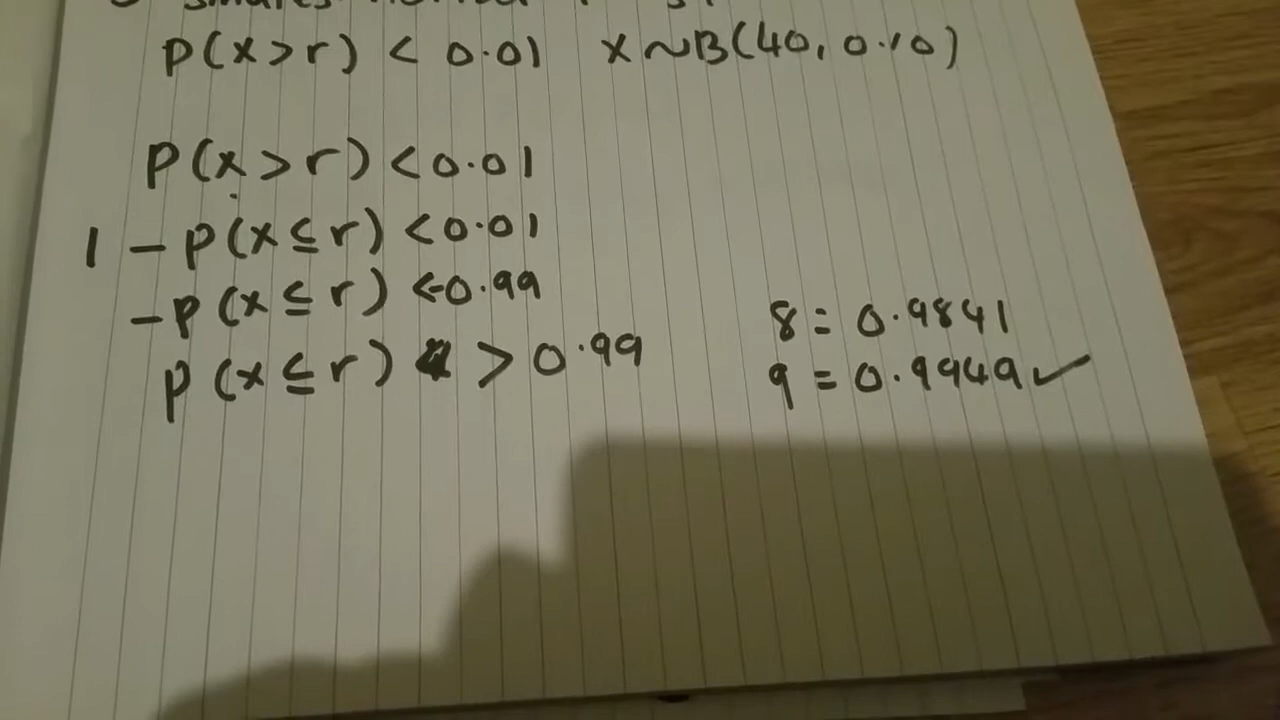 P(x>r) < 0.01 X~B(40, 0.10)
P(x>r) < 0.01
1 - P(x≤r) < 0.01
-P(x≤r) <-0.99
P(x≤r) > 0.99
8 = 0.9841
9 = 0.9949 ✓